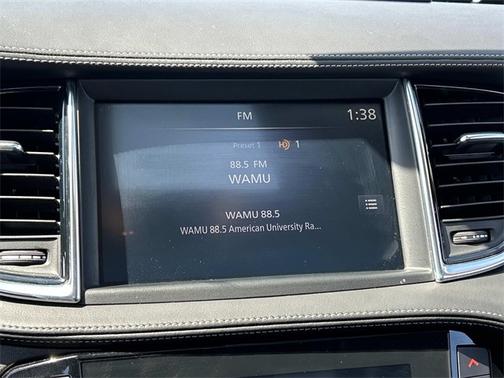 FM
1:38
Preset 1 HD 1
88.5 FM
WAMU
WAMU 88.5
WAMU 88.5 American University Ra...